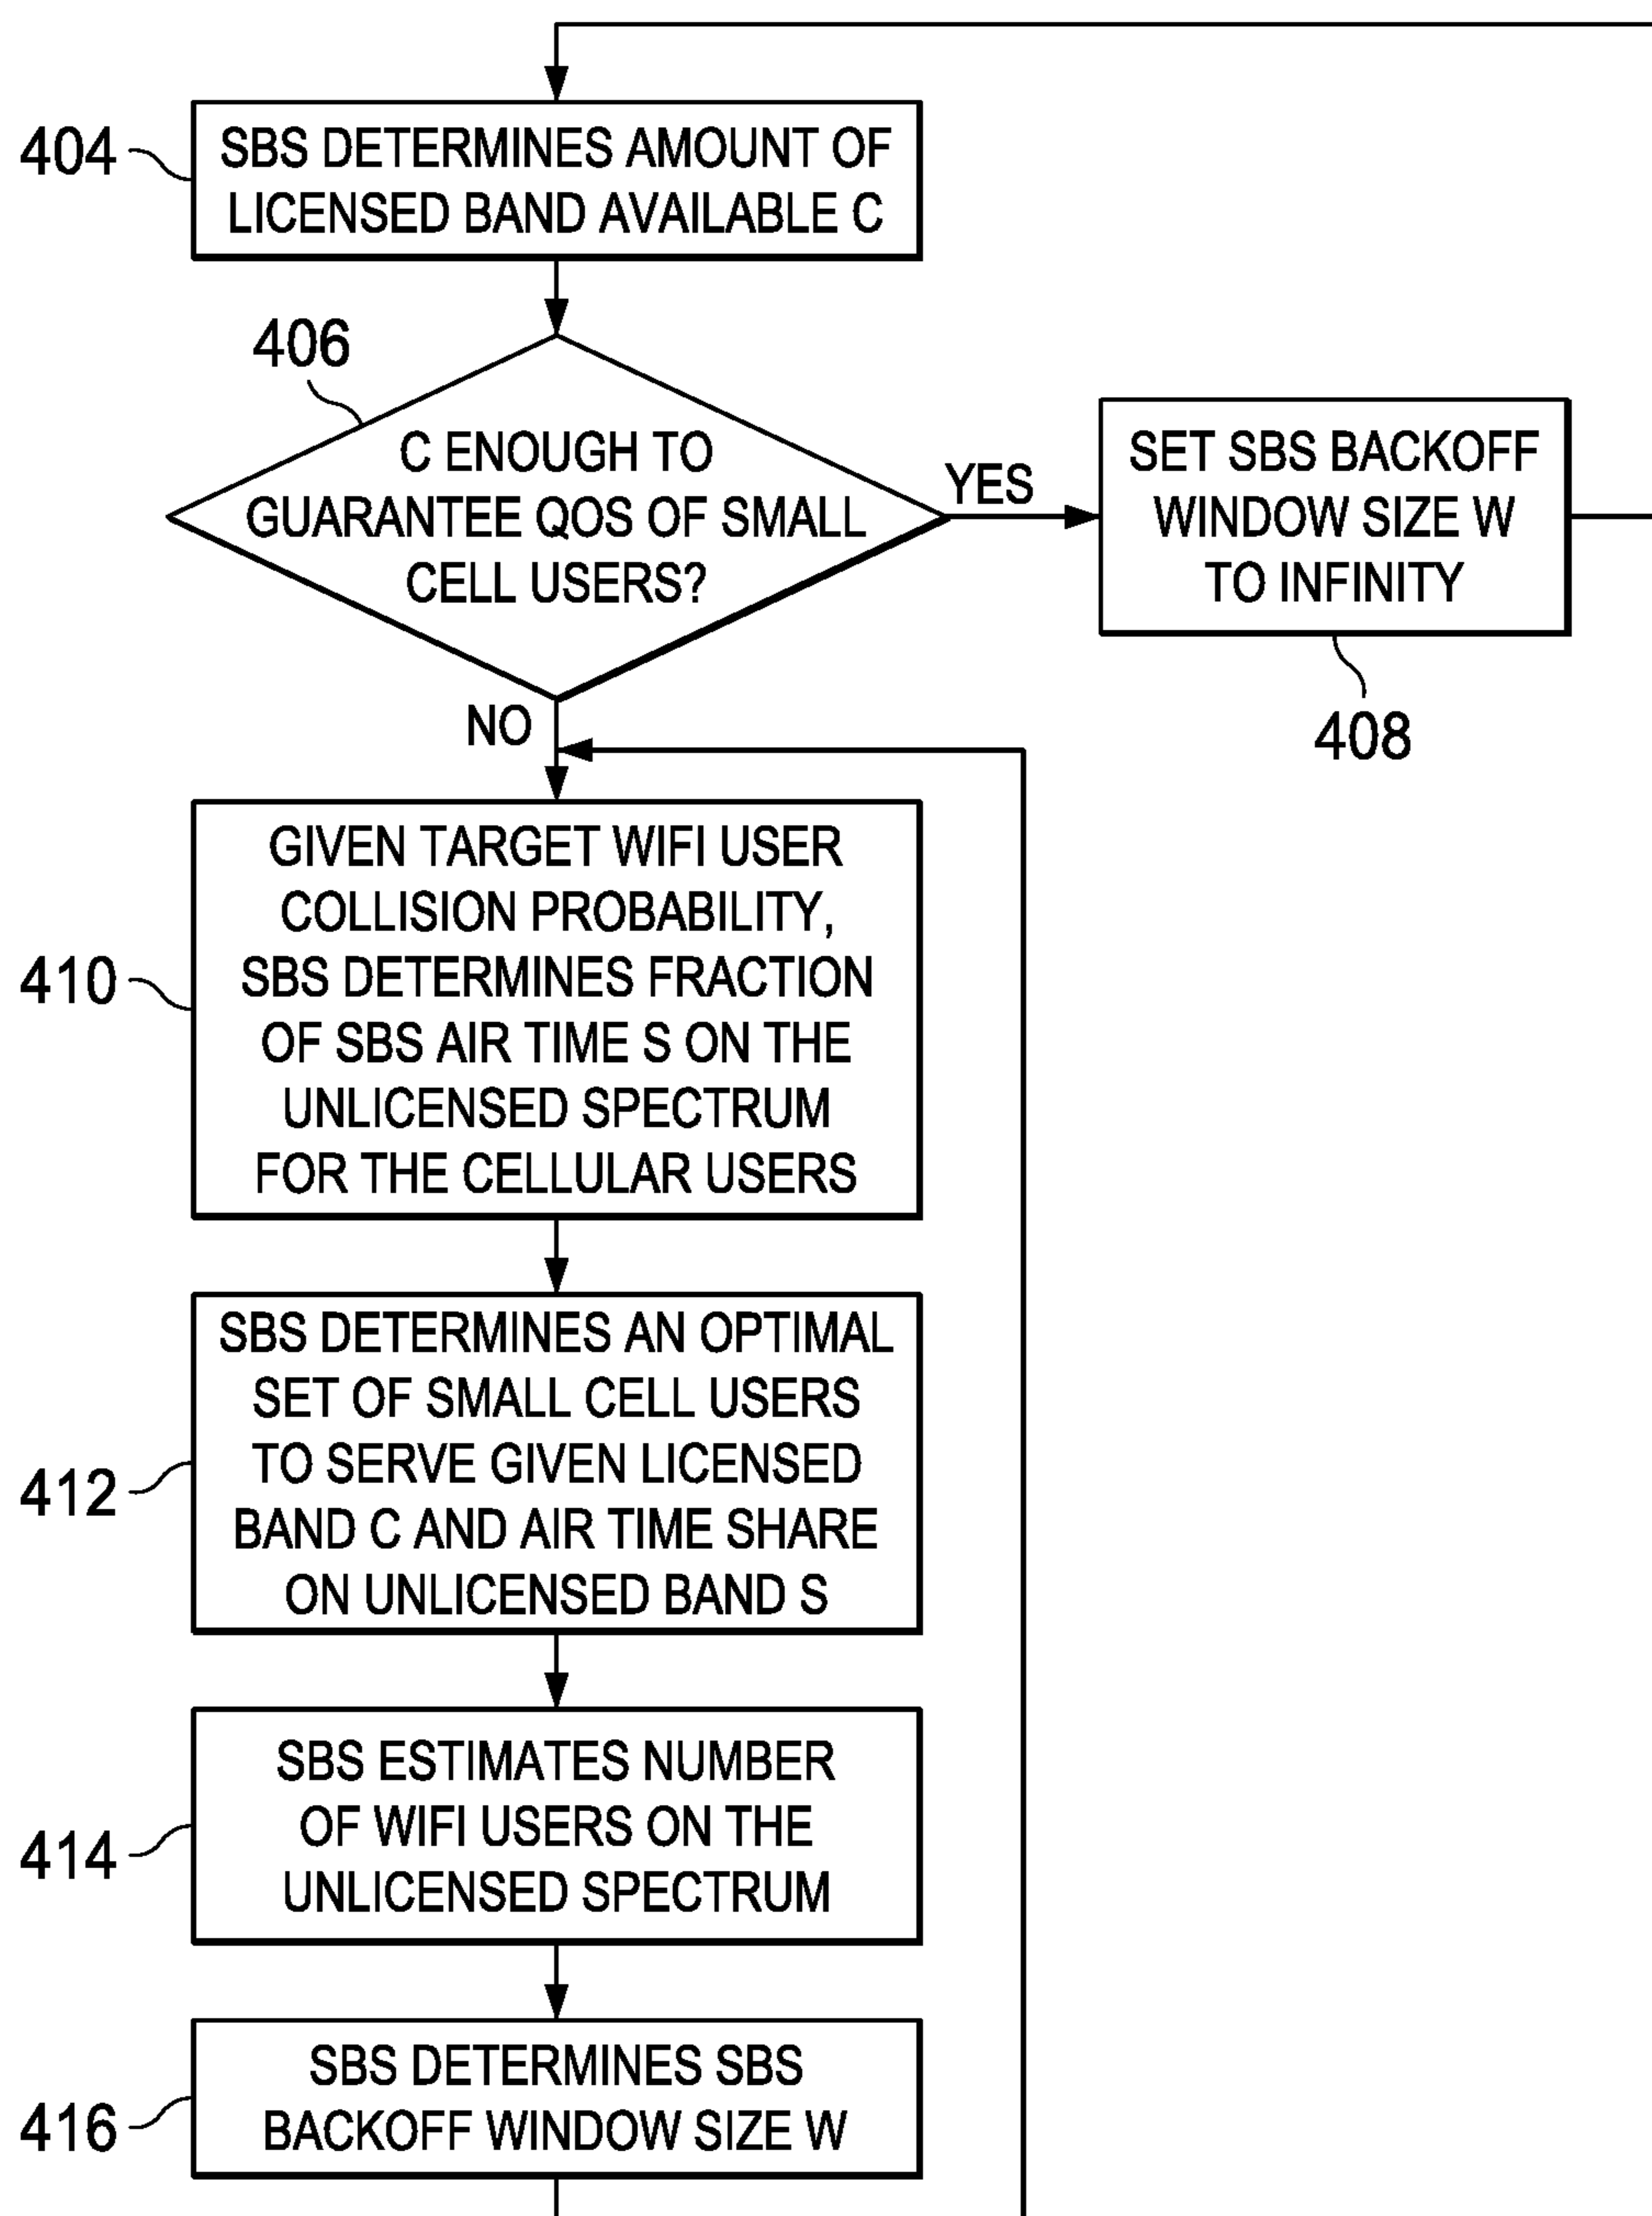 404
SBS DETERMINES AMOUNT OF
LICENSED BAND AVAILABLE C
406
C ENOUGH TO
GUARANTEE QOS OF SMALL
CELL USERS?
YES
SET SBS BACKOFF
WINDOW SIZE W
TO INFINITY
408
NO
410
GIVEN TARGET WIFI USER
COLLISION PROBABILITY,
SBS DETERMINES FRACTION
OF SBS AIR TIME S ON THE
UNLICENSED SPECTRUM
FOR THE CELLULAR USERS
412
SBS DETERMINES AN OPTIMAL
SET OF SMALL CELL USERS
TO SERVE GIVEN LICENSED
BAND C AND AIR TIME SHARE
ON UNLICENSED BAND S
414
SBS ESTIMATES NUMBER
OF WIFI USERS ON THE
UNLICENSED SPECTRUM
416
SBS DETERMINES SBS
BACKOFF WINDOW SIZE W